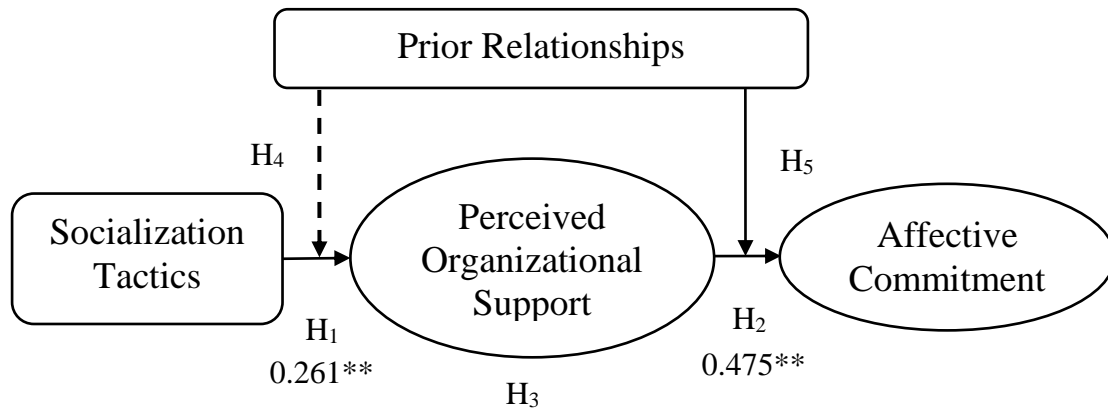 Prior Relationships
H₄
H₅
Socialization
Tactics
Perceived
Organizational
Support
Affective
Commitment
H₁
0.261**
H₂
0.475**
H₃